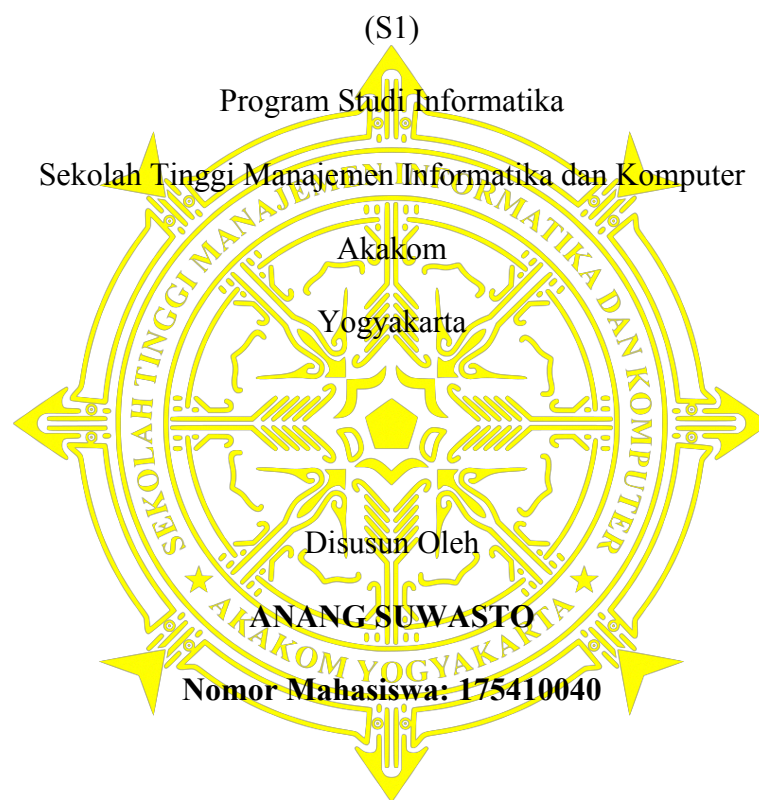 (S1)
Program Studi Informatika
Sekolah Tinggi Manajemen Informatika dan Komputer
Akakom
Yogyakarta
Disusun Oleh
ANANG SUWASTO
Nomor Mahasiswa: 175410040
SEKOLAH TINGGI MANAJEMEN INFORMATIKA DAN KOMPUTER
AKAKOM YOGYAKARTA